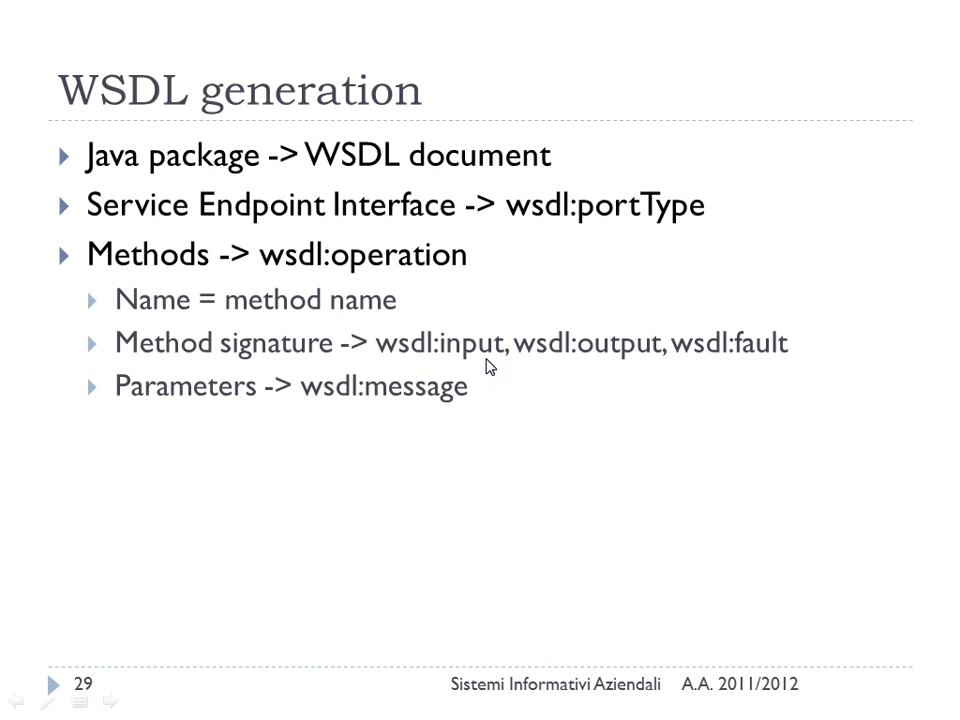 WSDL generation
Java package -> WSDL document
Service Endpoint Interface -> wsdl:portType
Methods -> wsdl:operation
Name = method name
Method signature -> wsdl:input, wsdl:output, wsdl:fault
Parameters -> wsdl:message
29 Sistemi Informativi Aziendali A.A. 2011/2012